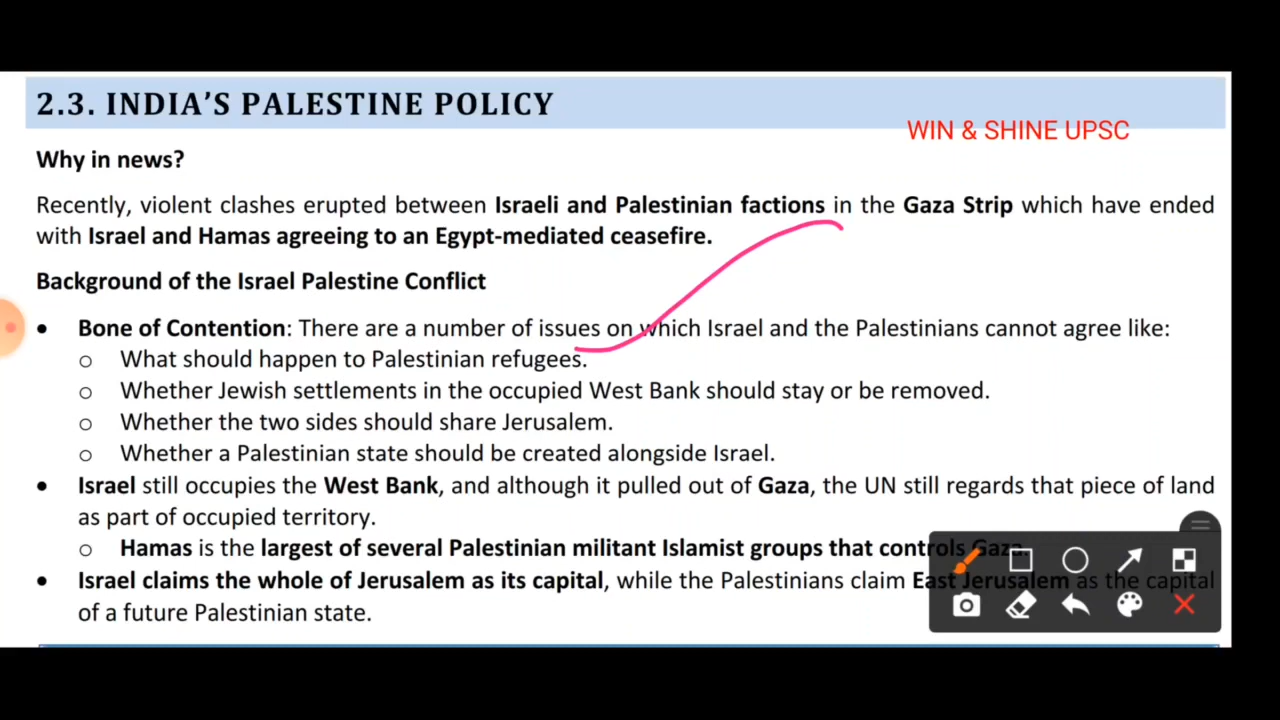 2.3. INDIA’S PALESTINE POLICY
WIN & SHINE UPSC
Why in news?
Recently, violent clashes erupted between Israeli and Palestinian factions in the Gaza Strip which have ended
with Israel and Hamas agreeing to an Egypt-mediated ceasefire.
Background of the Israel Palestine Conflict
• Bone of Contention: There are a number of issues on which Israel and the Palestinians cannot agree like:
o What should happen to Palestinian refugees.
o Whether Jewish settlements in the occupied West Bank should stay or be removed.
o Whether the two sides should share Jerusalem.
o Whether a Palestinian state should be created alongside Israel.
• Israel still occupies the West Bank, and although it pulled out of Gaza, the UN still regards that piece of land
as part of occupied territory.
o Hamas is the largest of several Palestinian militant Islamist groups that controls Gaza.
• Israel claims the whole of Jerusalem as its capital, while the Palestinians claim East Jerusalem as the capital
of a future Palestinian state.